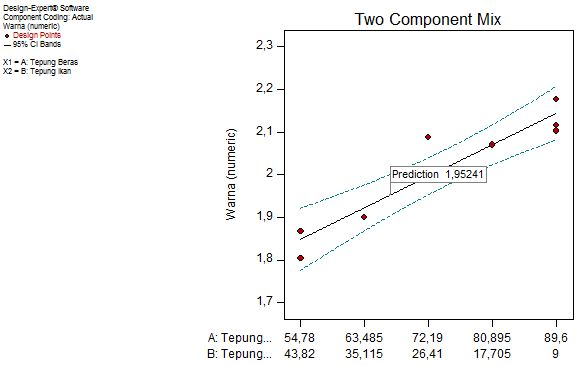 Design-Expert® Software
Component Coding: Actual
Warna (numeric)
Design Points
95% CI Bands
X1 = A: Tepung Beras
X2 = B: Tepung Ikan
Two Component Mix
Warna (numeric)
2,3
2,2
2,1
2
1,9
1,8
1,7
Prediction 1,95241
A: Tepung... 54,78 63,485 72,19 80,895 89,6
B: Tepung... 43,82 35,115 26,41 17,705 9